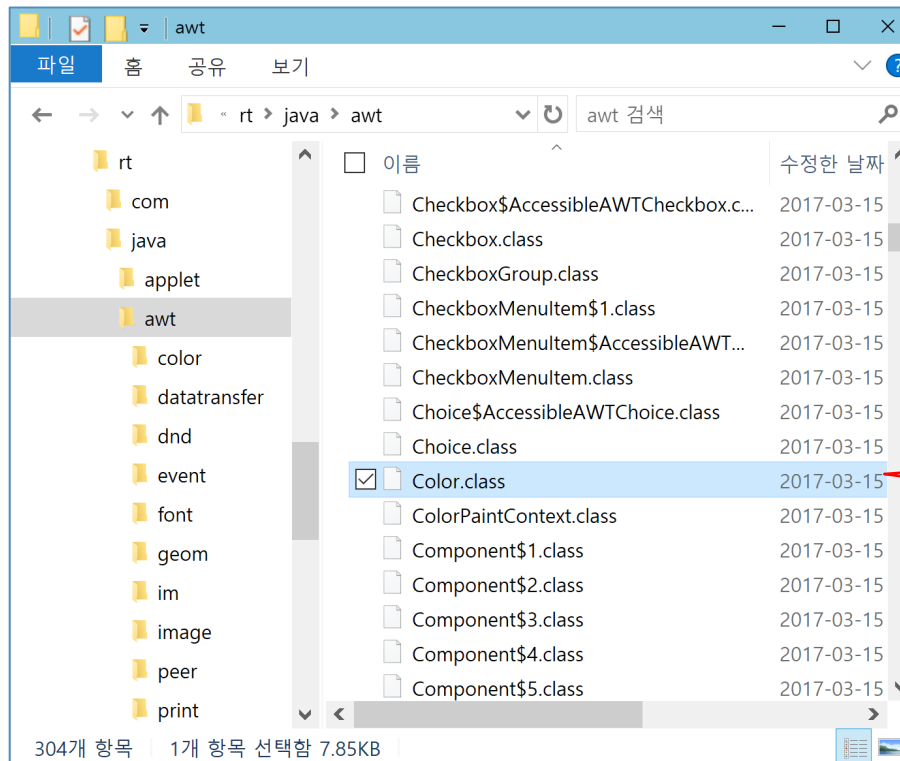 awt
파일 홈 공유 보기
« rt > java > awt
awt 검색
rt
com
java
applet
awt
color
datatransfer
dnd
event
font
geom
im
image
peer
print
이름 수정한 날짜
Checkbox$AccessibleAWTCheckbox.c... 2017-03-15
Checkbox.class 2017-03-15
CheckboxGroup.class 2017-03-15
CheckboxMenuItem$1.class 2017-03-15
CheckboxMenuItem$AccessibleAWT... 2017-03-15
CheckboxMenuItem.class 2017-03-15
Choice$AccessibleAWTChoice.class 2017-03-15
Choice.class 2017-03-15
Color.class 2017-03-15
ColorPaintContext.class 2017-03-15
Component$1.class 2017-03-15
Component$2.class 2017-03-15
Component$3.class 2017-03-15
Component$4.class 2017-03-15
Component$5.class 2017-03-15
304개 항목 1개 항목 선택함 7.85KB